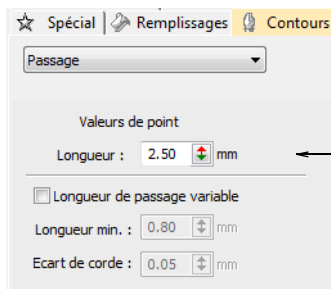 Spécial Remplissages Contours
Passage
Valeurs de point
Longueur : 2.50 mm
Longueur de passage variable
Longueur min. : 0.80 mm
Ecart de corde : 0.05 mm